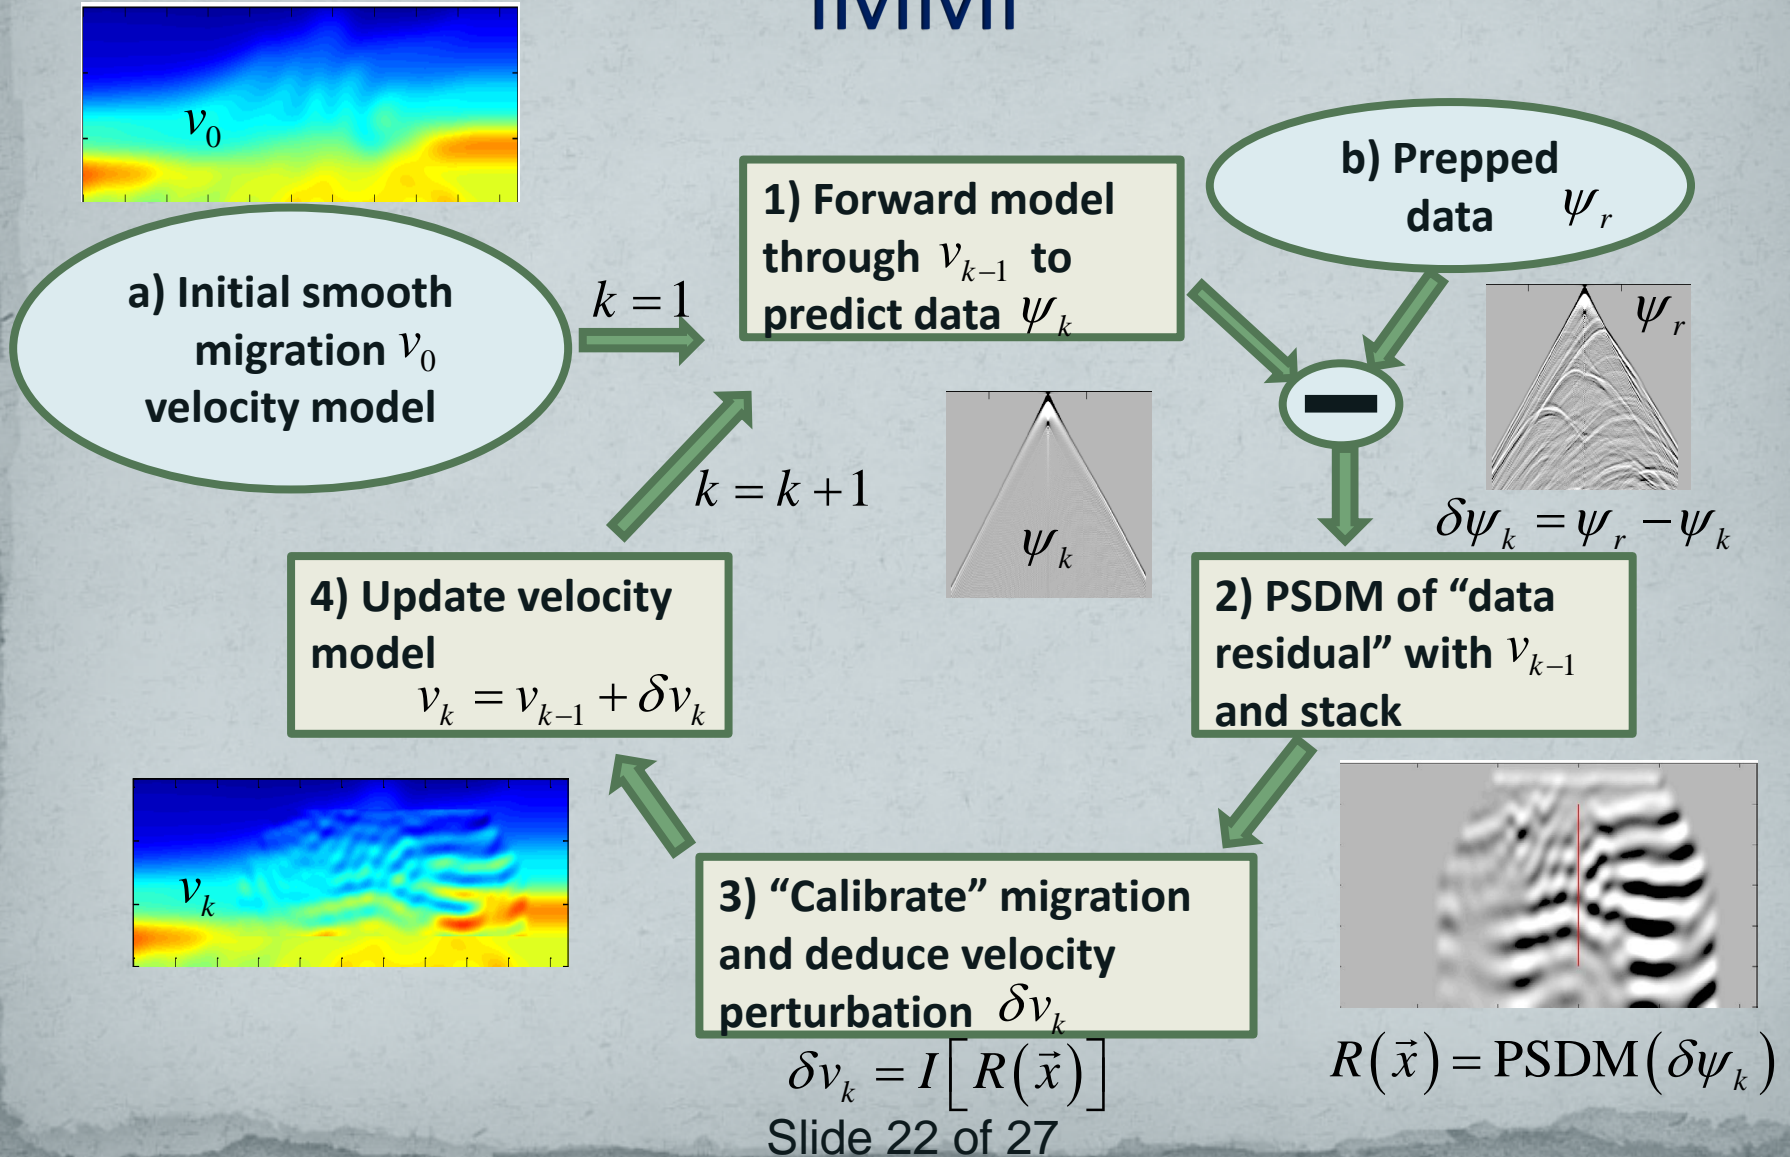 v₀
a) Initial smooth
migration v₀
velocity model
k = 1
1) Forward model
through vₖ₋₁ to
predict data ψₖ
b) Prepped
data ψᵣ
ψᵣ
ψₖ
k = k + 1
δψₖ = ψᵣ − ψₖ
2) PSDM of “data
residual” with vₖ₋₁
and stack
4) Update velocity
model
vₖ = vₖ₋₁ + δvₖ
vₖ
3) “Calibrate” migration
and deduce velocity
perturbation δvₖ
δvₖ = I[R(x⃗)]
R(x⃗) = PSDM(δψₖ)
Slide 22 of 27